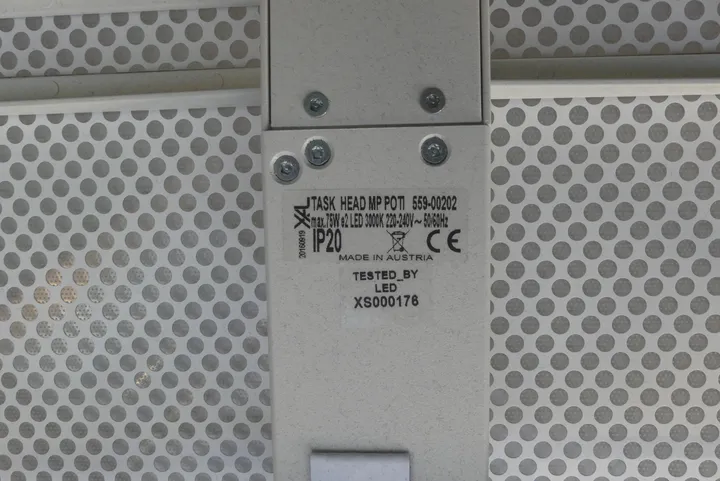 TASK HEAD MP POTI 559-00202
max.75W e2 LED 3000K 220-240V~ 50/60Hz
IP20
CE
MADE IN AUSTRIA
20160919
TESTED_BY
LED
XS000176